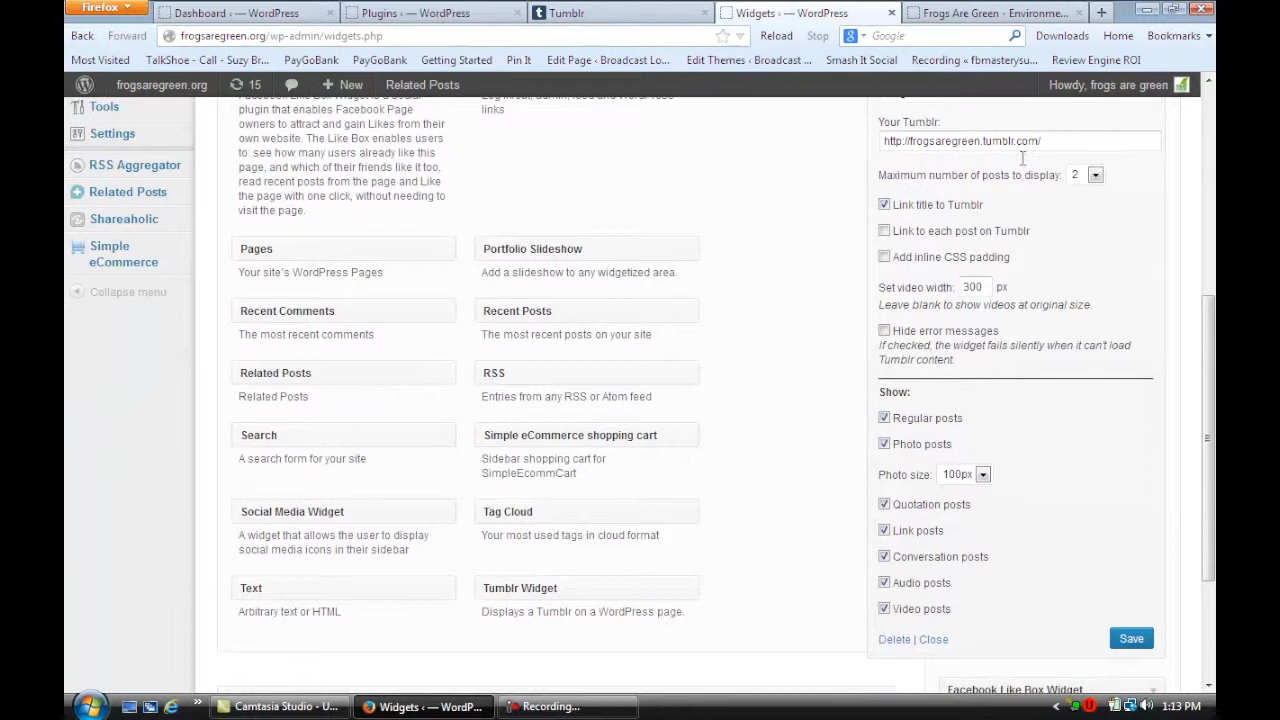 Firefox
Dashboard ‹ — WordPress
Plugins ‹ — WordPress
Tumblr
Widgets ‹ — WordPress
Frogs Are Green - Environme...
Back
Forward
frogsaregreen.org/wp-admin/widgets.php
Reload
Stop
Google
Downloads
Home
Bookmarks
Most Visited
TalkShoe - Call - Suzy Br...
PayGoBank
PayGoBank
Getting Started
Pin It
Edit Page ‹ Broadcast Lo...
Edit Themes ‹ Broadc...
Smash It Social
Recording « fbmasterysu...
Review Engine ROI
frogsaregreen.org
15
New
Related Posts
Howdy, frogs are green
Tools
Settings
RSS Aggregator
Related Posts
Shareaholic
Simple
eCommerce
Collapse menu
plugin that enables Facebook Page
owners to attract and gain Likes from
their own website. The Like Box enables
users to: see how many users already like this
page, and which of their friends like it too,
read recent posts from the page and Like
the page with one click, without needing to
visit the page.
links
Pages
Your site's WordPress Pages
Portfolio Slideshow
Add a slideshow to any widgetized area.
Recent Comments
The most recent comments
Recent Posts
The most recent posts on your site
Related Posts
Related Posts
RSS
Entries from any RSS or Atom feed
Search
A search form for your site
Simple eCommerce shopping cart
Sidebar shopping cart for
SimpleEcommCart
Social Media Widget
A widget that allows the user to display
social media icons in their sidebar
Tag Cloud
Your most used tags in cloud format
Text
Arbitrary text or HTML
Tumblr Widget
Displays a Tumblr on a WordPress page.
Your Tumblr:
http://frogsaregreen.tumblr.com/
Maximum number of posts to display: 2
Link title to Tumblr
Link to each post on Tumblr
Add inline CSS padding
Set video width: 300 px
Leave blank to show videos at original size.
Hide error messages
If checked, the widget fails silently when it can't load
Tumblr content.
Show:
Regular posts
Photo posts
Photo size: 100px
Quotation posts
Link posts
Conversation posts
Audio posts
Video posts
Delete | Close
Save
Facebook Like Box Widget
Camtasia Studio - U...
Widgets ‹ — WordP...
Recording...
1:13 PM